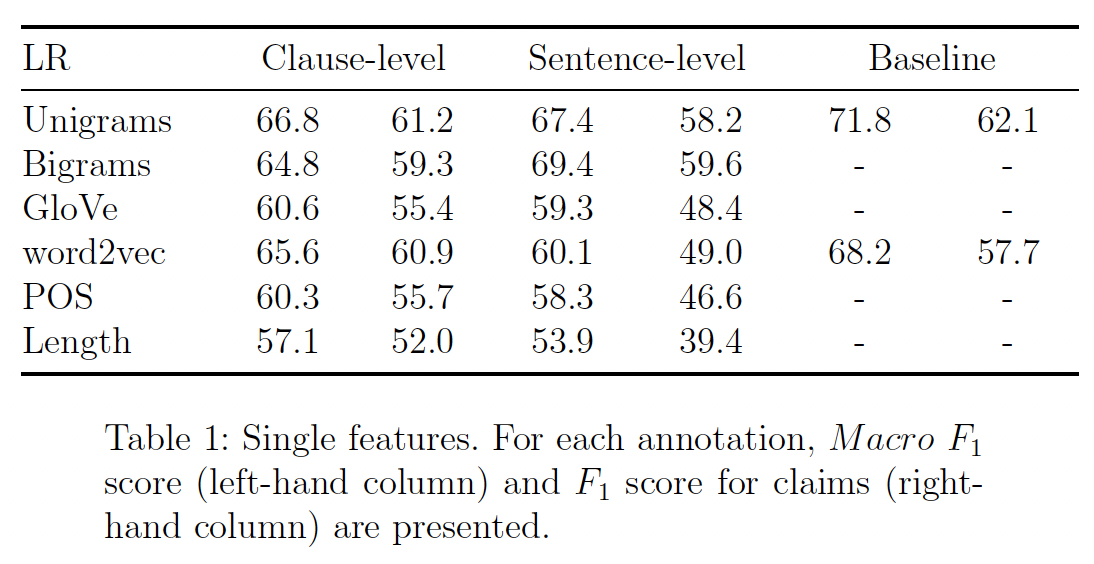 LR Clause-level Sentence-level Baseline
Unigrams 66.8 61.2 67.4 58.2 71.8 62.1
Bigrams 64.8 59.3 69.4 59.6 - -
GloVe 60.6 55.4 59.3 48.4 - -
word2vec 65.6 60.9 60.1 49.0 68.2 57.7
POS 60.3 55.7 58.3 46.6 - -
Length 57.1 52.0 53.9 39.4 - -
Table 1: Single features. For each annotation, Macro F1
score (left-hand column) and F1 score for claims (right-
hand column) are presented.